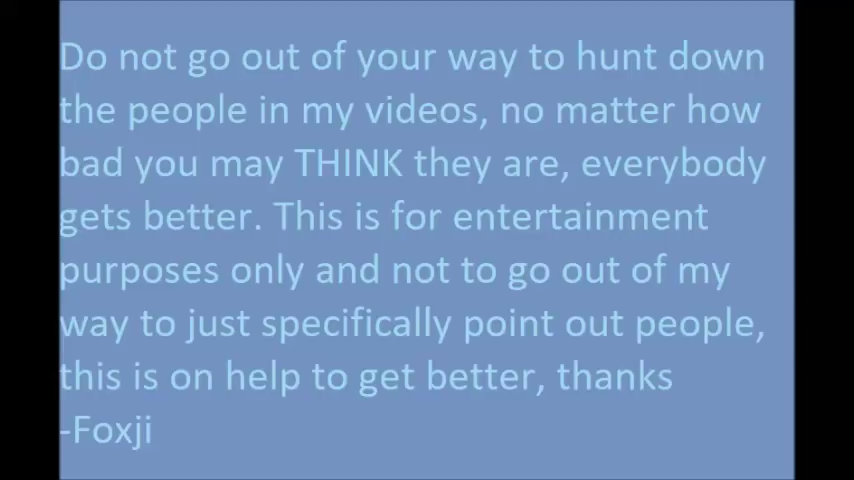 Do not go out of your way to hunt down
the people in my videos, no matter how
bad you may THINK they are, everybody
gets better. This is for entertainment
purposes only and not to go out of my
way to just specifically point out people,
this is on help to get better, thanks
-Foxji